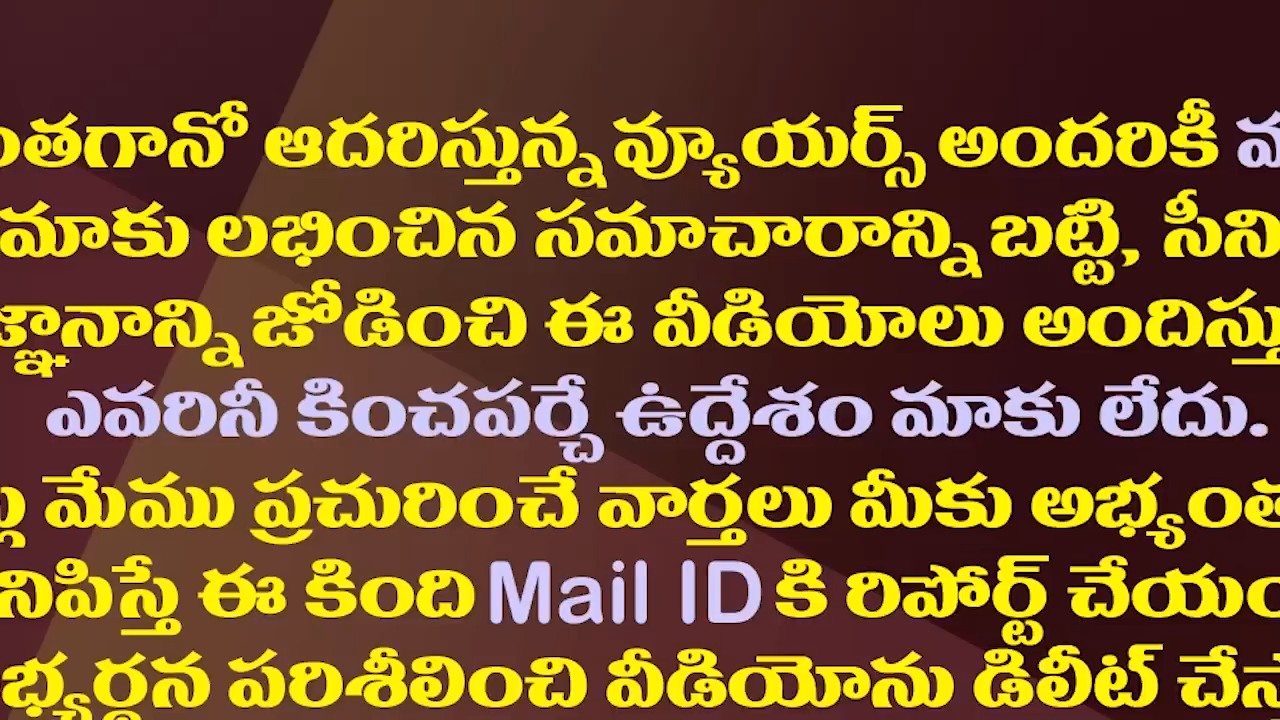 ంతగానో ఆదరిస్తున్న వ్యూయర్స్ అందరికీ
మాకు లభించిన సమాచారాన్ని బట్టి, సీని
జ్ఞానాన్ని జోడించి ఈ వీడియోలు అందిస్తు
ఎవరినీ కించపర్చే ఉద్దేశం మాకు లేదు.
మేము ప్రచురించే వార్తలు మీకు అభ్యంత
నిపిస్తే ఈ కింది Mail ID కి రిపోర్ట్ చేయం
భ్యర్థన పరిశీలించి వీడియోను డిలీట్ చేస